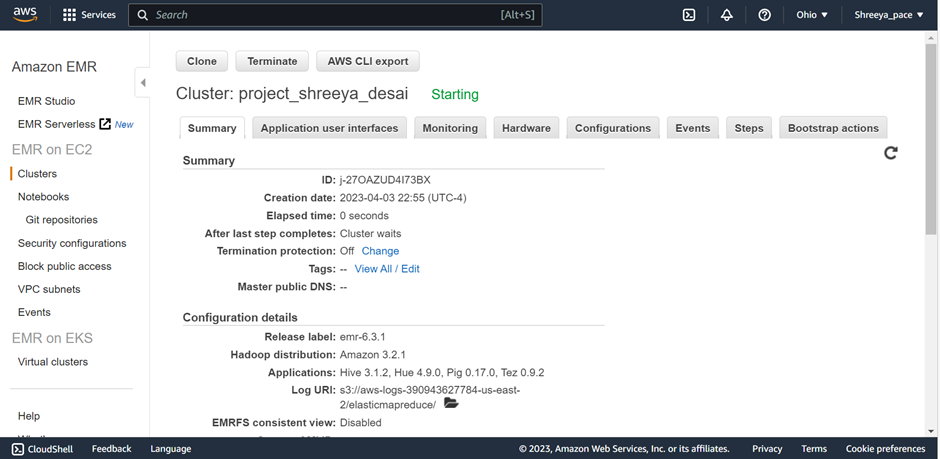 aws
Services
Search
[Alt+S]
Ohio
Shreeya_pace
Amazon EMR
EMR Studio
EMR Serverless New
EMR on EC2
Clusters
Notebooks
Git repositories
Security configurations
Block public access
VPC subnets
Events
EMR on EKS
Virtual clusters
Help
Clone
Terminate
AWS CLI export
Cluster: project_shreeya_desai Starting
Summary
Application user interfaces
Monitoring
Hardware
Configurations
Events
Steps
Bootstrap actions
Summary
ID: j-27OAZUD4I73BX
Creation date: 2023-04-03 22:55 (UTC-4)
Elapsed time: 0 seconds
After last step completes: Cluster waits
Termination protection: Off Change
Tags: -- View All / Edit
Master public DNS: --
Configuration details
Release label: emr-6.3.1
Hadoop distribution: Amazon 3.2.1
Applications: Hive 3.1.2, Hue 4.9.0, Pig 0.17.0, Tez 0.9.2
Log URI: s3://aws-logs-390943627784-us-east-
2/elasticmapreduce/
EMRFS consistent view: Disabled
CloudShell
Feedback
Language
© 2023, Amazon Web Services, Inc. or its affiliates.
Privacy
Terms
Cookie preferences